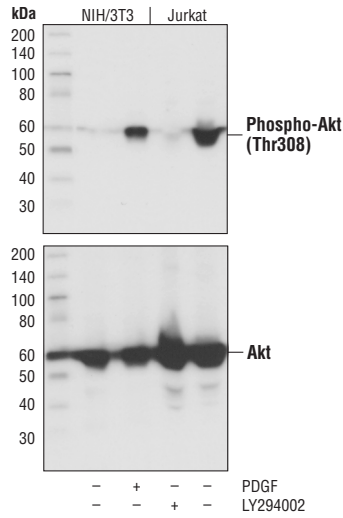 kDa
NIH/3T3 | Jurkat
200
140
100
80
60
50
40
30
Phospho-Akt
(Thr308)
200
140
100
80
60
50
40
30
Akt
– + – – PDGF
– – + – LY294002